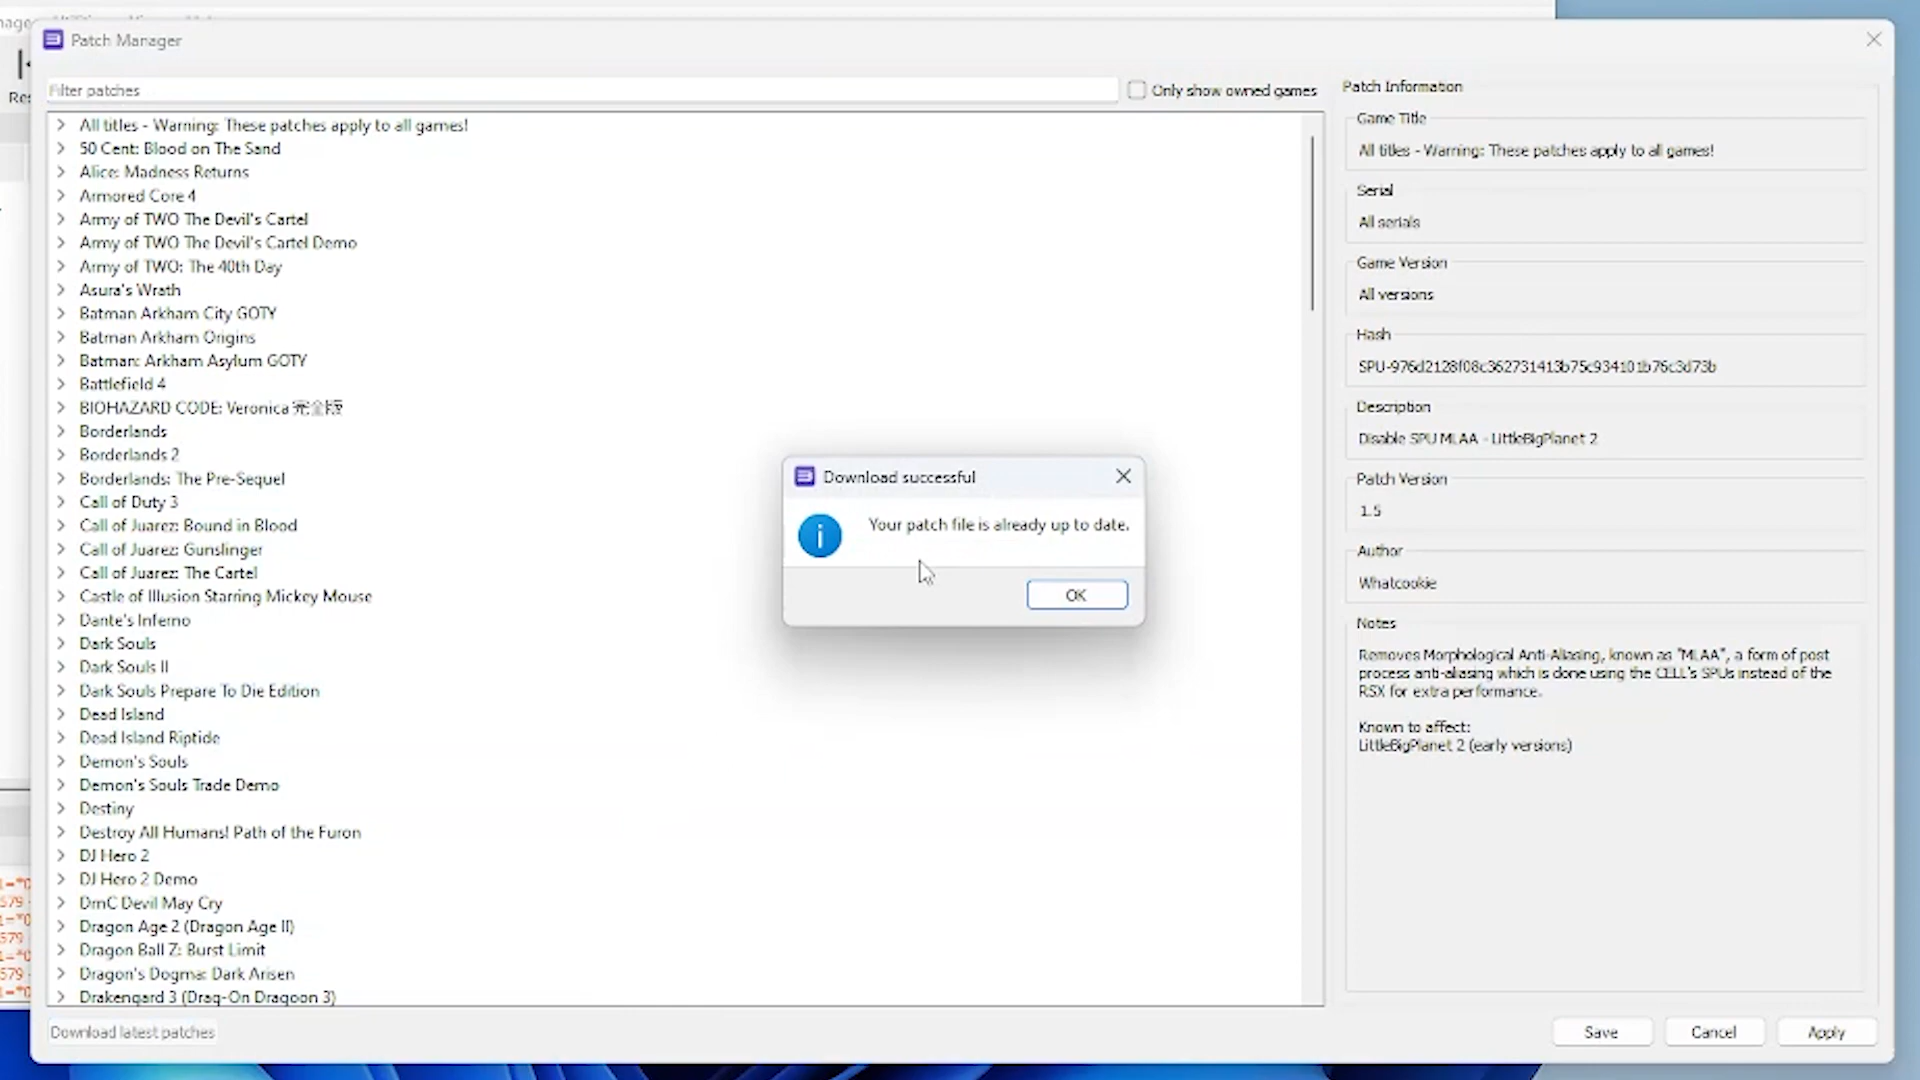 Patch Manager
Filter patches
Only show owned games
All titles - Warning: These patches apply to all games!
50 Cent: Blood on The Sand
Alice: Madness Returns
Armored Core 4
Army of TWO The Devil's Cartel
Army of TWO The Devil's Cartel Demo
Army of TWO: The 40th Day
Asura's Wrath
Batman Arkham City GOTY
Batman Arkham Origins
Batman: Arkham Asylum GOTY
Battlefield 4
BIOHAZARD CODE: Veronica 完全版
Borderlands
Borderlands 2
Borderlands: The Pre-Sequel
Call of Duty 3
Call of Juarez: Bound in Blood
Call of Juarez: Gunslinger
Call of Juarez: The Cartel
Castle of Illusion Starring Mickey Mouse
Dante's Inferno
Dark Souls
Dark Souls II
Dark Souls Prepare To Die Edition
Dead Island
Dead Island Riptide
Demon's Souls
Demon's Souls Trade Demo
Destiny
Destroy All Humans! Path of the Furon
DJ Hero 2
DJ Hero 2 Demo
DmC Devil May Cry
Dragon Age 2 (Dragon Age II)
Dragon Ball Z: Burst Limit
Dragon's Dogma: Dark Arisen
Drakengard 3 (Drag-On Dragoon 3)
Download latest patches
Download successful
Your patch file is already up to date.
OK
Patch Information
Game Title
All titles - Warning: These patches apply to all games!
Serial
All serials
Game Version
All versions
Hash
SPU-976d2128f08c362731413b75c934101b76c3d73b
Description
Disable SPU MLAA - LittleBigPlanet 2
Patch Version
1.5
Author
Whatcookie
Notes
Removes Morphological Anti-Aliasing, known as "MLAA", a form of post
process anti-aliasing which is done using the CELL's SPUs instead of the
RSX for extra performance.
Known to affect:
LittleBigPlanet 2 (early versions)
Save
Cancel
Apply